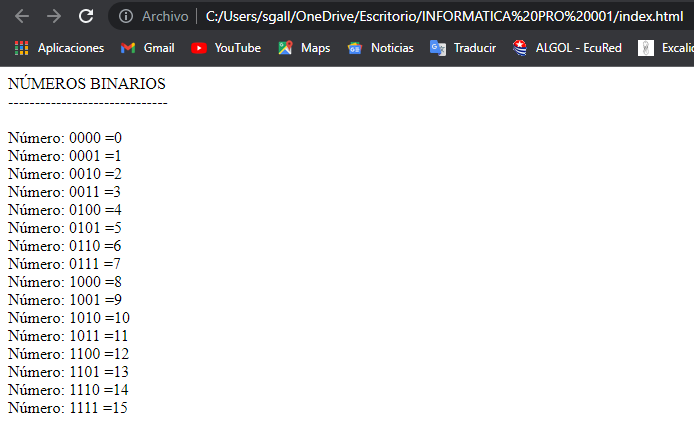 Archivo C:/Users/sgall/OneDrive/Escritorio/INFORMATICA%20PRO%20001/index.html
Aplicaciones Gmail YouTube Maps Noticias Traducir ALGOL - EcuRed Excalid
NÚMEROS BINARIOS
------------------------------
Número: 0000 =0
Número: 0001 =1
Número: 0010 =2
Número: 0011 =3
Número: 0100 =4
Número: 0101 =5
Número: 0110 =6
Número: 0111 =7
Número: 1000 =8
Número: 1001 =9
Número: 1010 =10
Número: 1011 =11
Número: 1100 =12
Número: 1101 =13
Número: 1110 =14
Número: 1111 =15